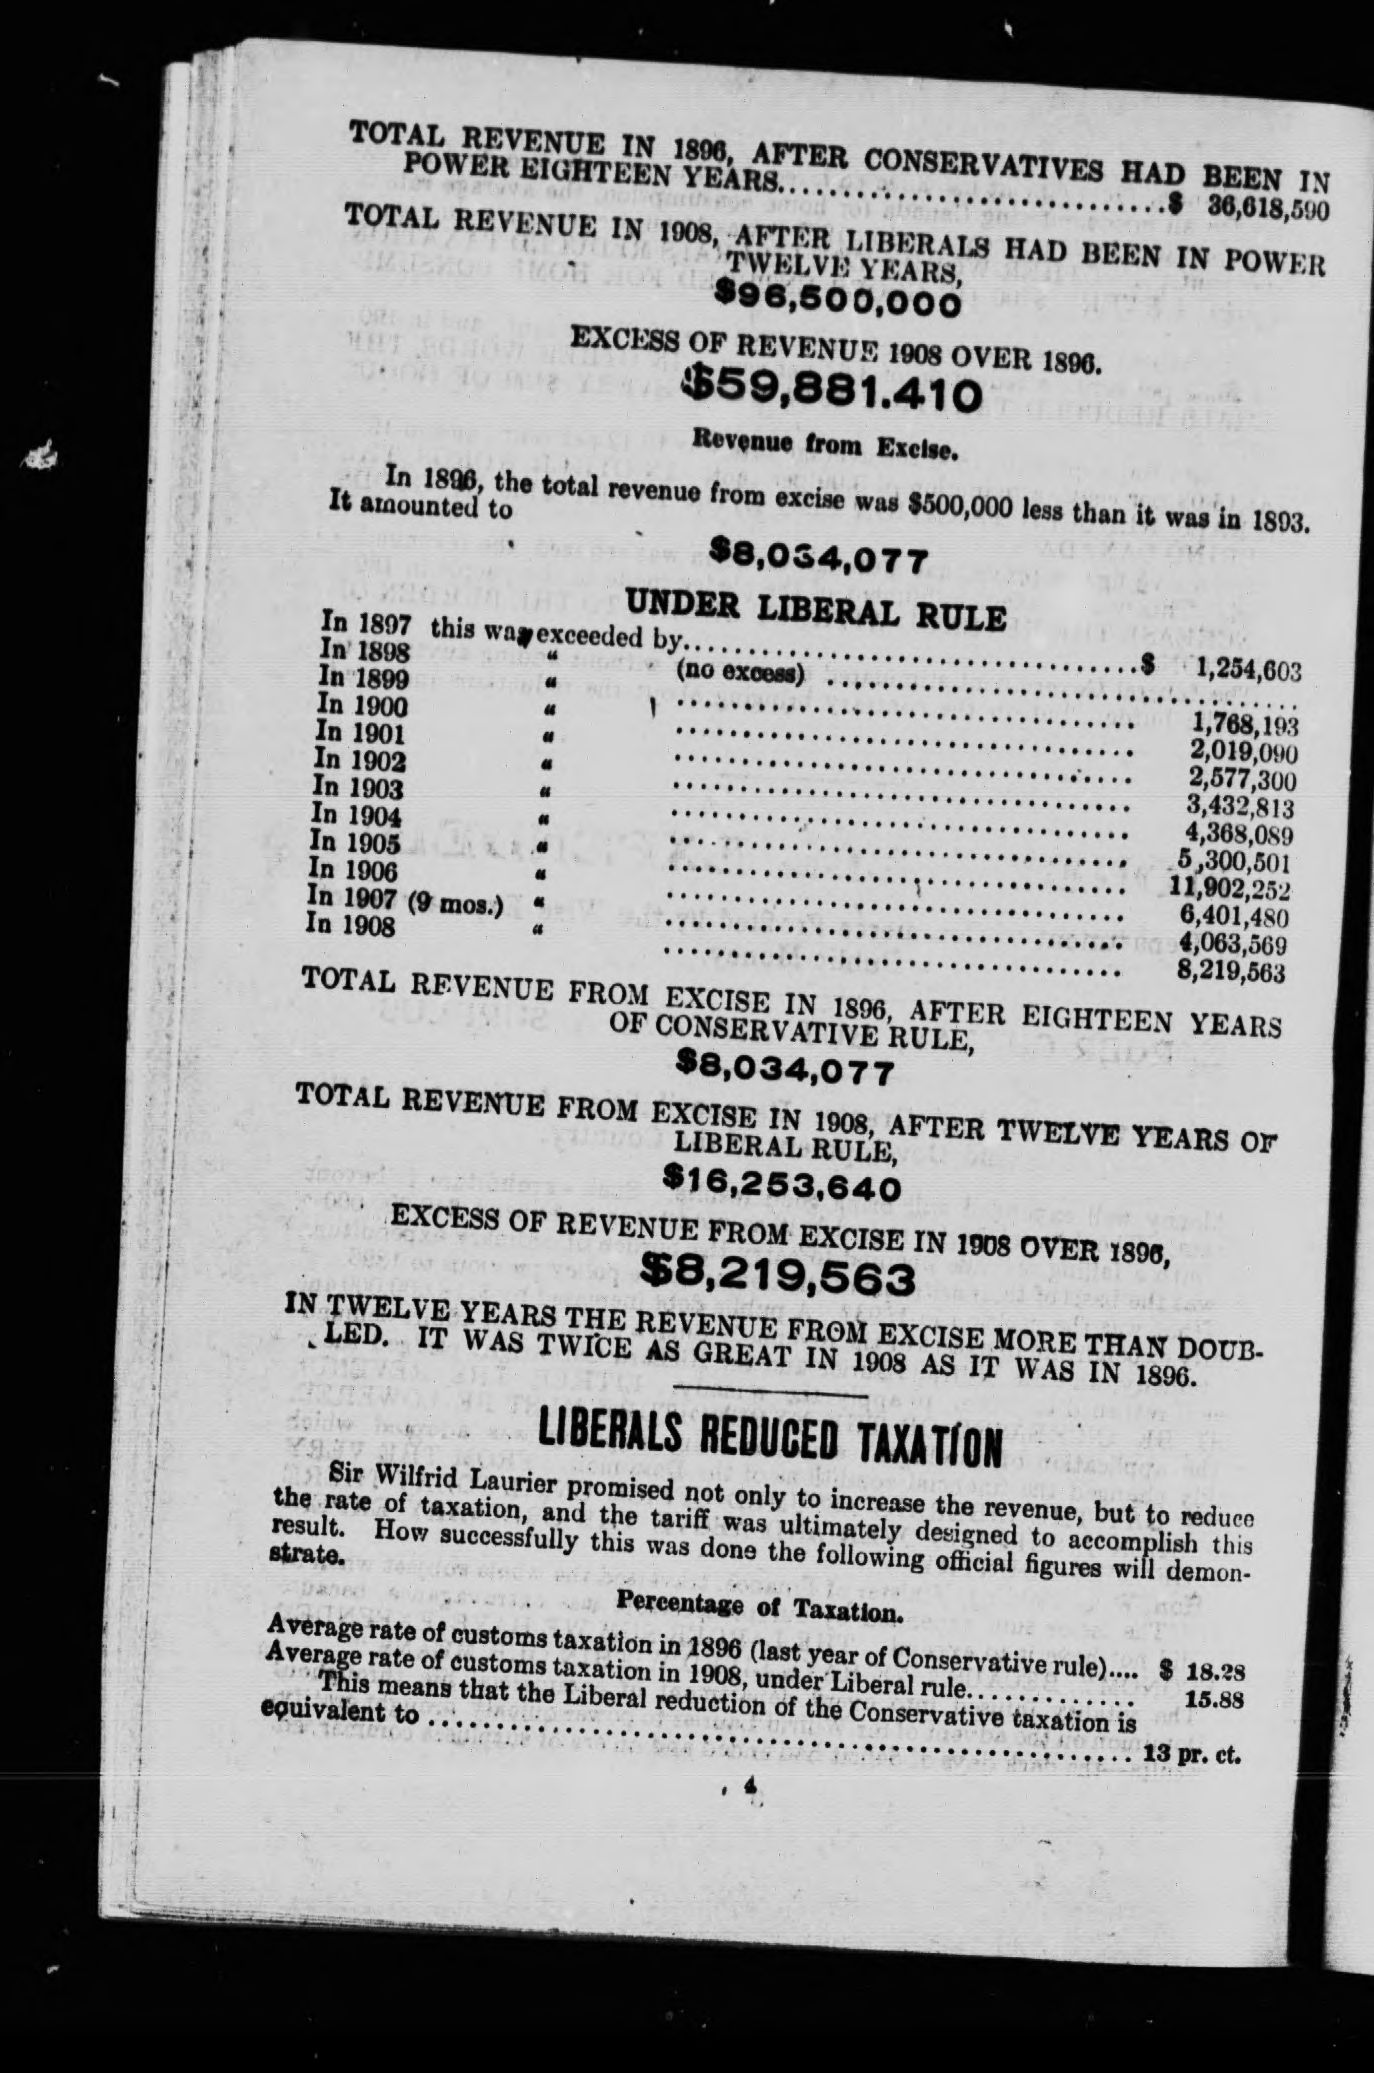 TOTAL REVENUE IN 1896, AFTER CONSERVATIVES HAD BEEN IN
POWER EIGHTEEN YEARS..............................$ 36,618,590
TOTAL REVENUE IN 1908, AFTER LIBERALS HAD BEEN IN POWER
TWELVE YEARS,
$96,500,000
EXCESS OF REVENUE 1908 OVER 1896.
$59,881.410
Revenue from Excise.
In 1896, the total revenue from excise was $500,000 less than it was in 1893.
It amounted to
$8,034,077
UNDER LIBERAL RULE
In 1897 this was exceeded by..................................$ 1,254,603
In 1898 " (no excess) ..................................
In 1899 " .................................. 1,768,193
In 1900 " .................................. 2,019,090
In 1901 " .................................. 2,577,300
In 1902 " .................................. 3,432,813
In 1903 " .................................. 4,368,089
In 1904 " .................................. 5,300,501
In 1905 " .................................. 11,902,252
In 1906 " .................................. 6,401,480
In 1907 (9 mos.) " .................................. 4,063,569
In 1908 " .................................. 8,219,563
TOTAL REVENUE FROM EXCISE IN 1896, AFTER EIGHTEEN YEARS
OF CONSERVATIVE RULE,
$8,034,077
TOTAL REVENUE FROM EXCISE IN 1908, AFTER TWELVE YEARS OF
LIBERAL RULE,
$16,253,640
EXCESS OF REVENUE FROM EXCISE IN 1908 OVER 1896,
$8,219,563
IN TWELVE YEARS THE REVENUE FROM EXCISE MORE THAN DOUB-
LED. IT WAS TWICE AS GREAT IN 1908 AS IT WAS IN 1896.
LIBERALS REDUCED TAXATION
Sir Wilfrid Laurier promised not only to increase the revenue, but to reduce
the rate of taxation, and the tariff was ultimately designed to accomplish this
result. How successfully this was done the following official figures will demon-
strate.
Percentage of Taxation.
Average rate of customs taxation in 1896 (last year of Conservative rule).... $ 18.28
Average rate of customs taxation in 1908, under Liberal rule.............. 15.88
This means that the Liberal reduction of the Conservative taxation is
equivalent to .................................................... 13 pr. ct.
4